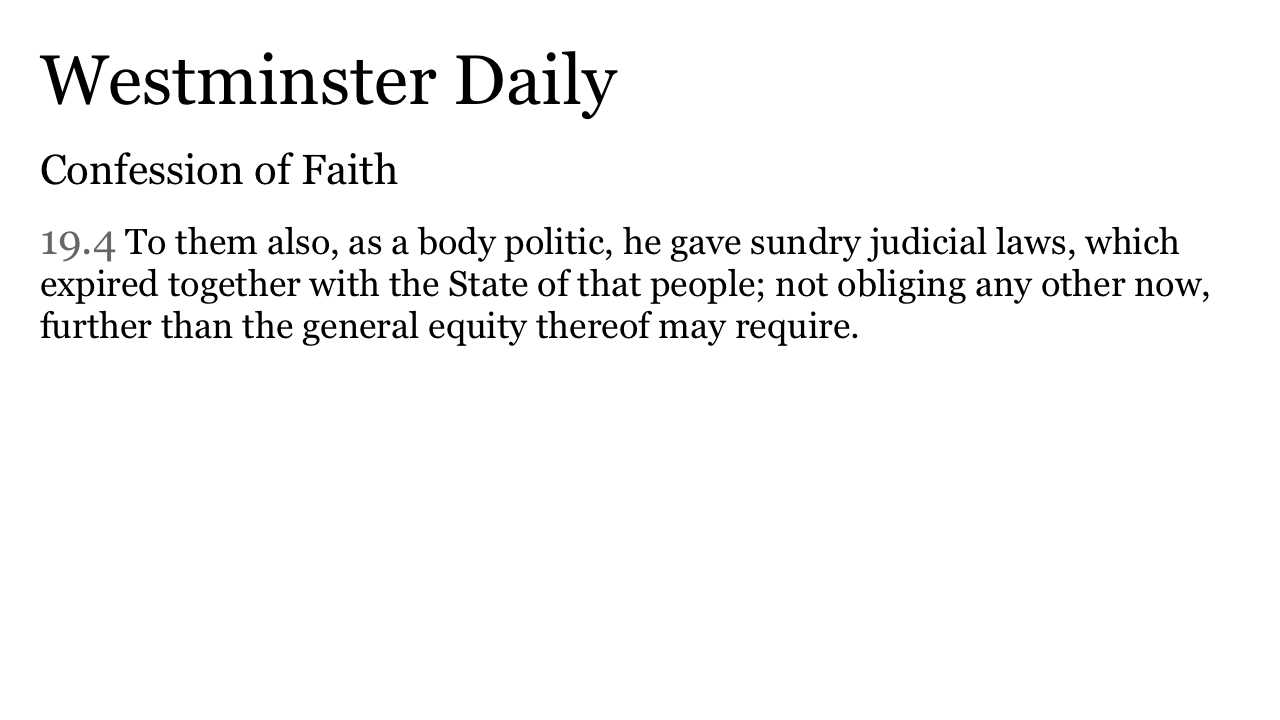 Westminster Daily
Confession of Faith
19.4 To them also, as a body politic, he gave sundry judicial laws, which
expired together with the State of that people; not obliging any other now,
further than the general equity thereof may require.